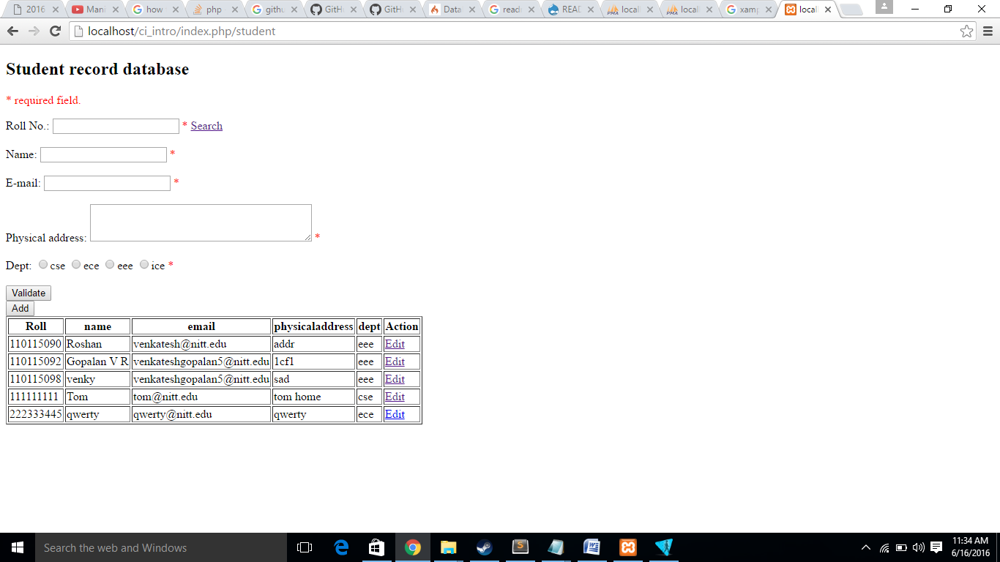 2016
Mani
how
php
githu
GitH
GitH
Data
read
READ
local
local
xamp
local
localhost/ci_intro/index.php/student
Student record database
* required field.
Roll No.: * Search
Name: *
E-mail: *
Physical address: *
Dept: cse ece eee ice *
Validate
Add
Roll name email physicaladdress dept Action
110115090 Roshan venkatesh@nitt.edu addr eee Edit
110115092 Gopalan V R venkateshgopalan5@nitt.edu 1cf1 eee Edit
110115098 venky venkateshgopalan5@nitt.edu sad eee Edit
111111111 Tom tom@nitt.edu tom home cse Edit
222333445 qwerty qwerty@nitt.edu qwerty ece Edit
Search the web and Windows
11:34 AM
6/16/2016